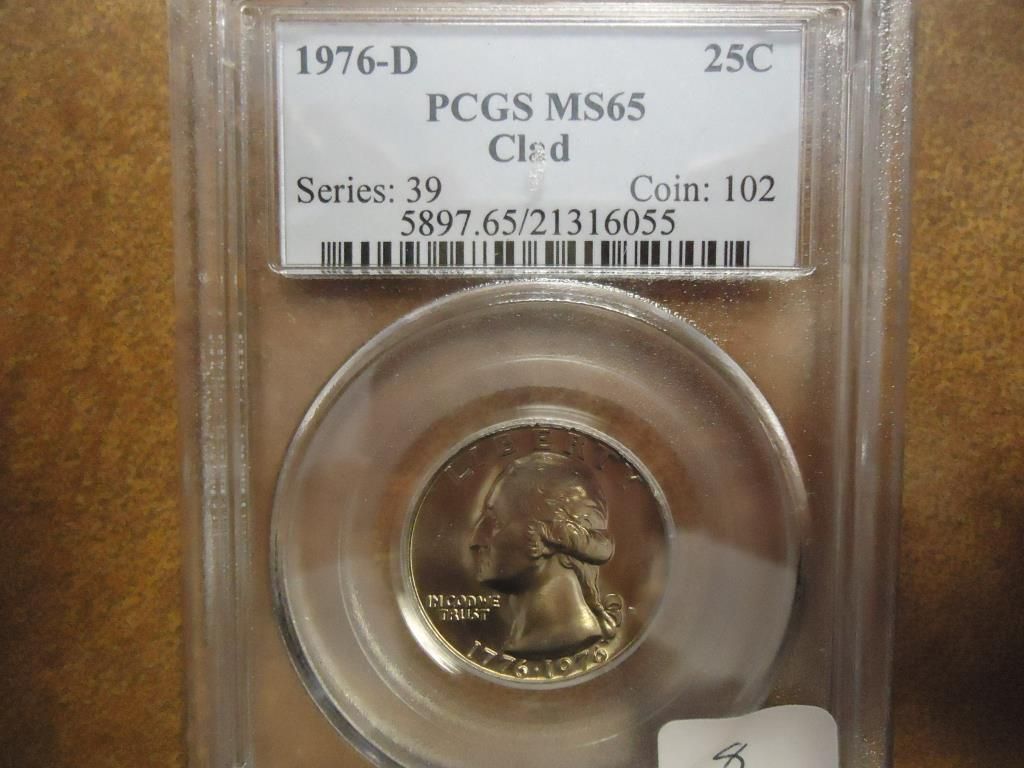 1976-D 25C
PCGS MS65
Clad
Series: 39 Coin: 102
5897.65/21316055
LIBERTY
IN GOD WE
TRUST
1776·1976
8